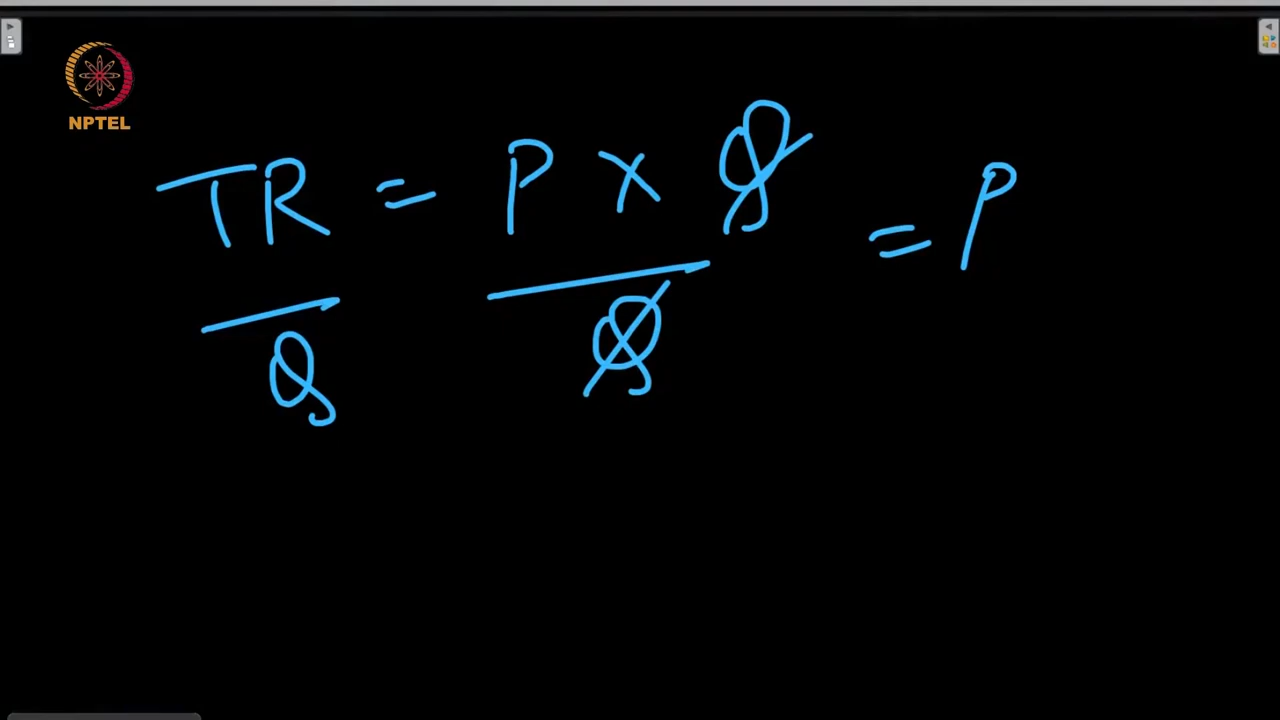 NPTEL
TR = P × Q = P
Q Q